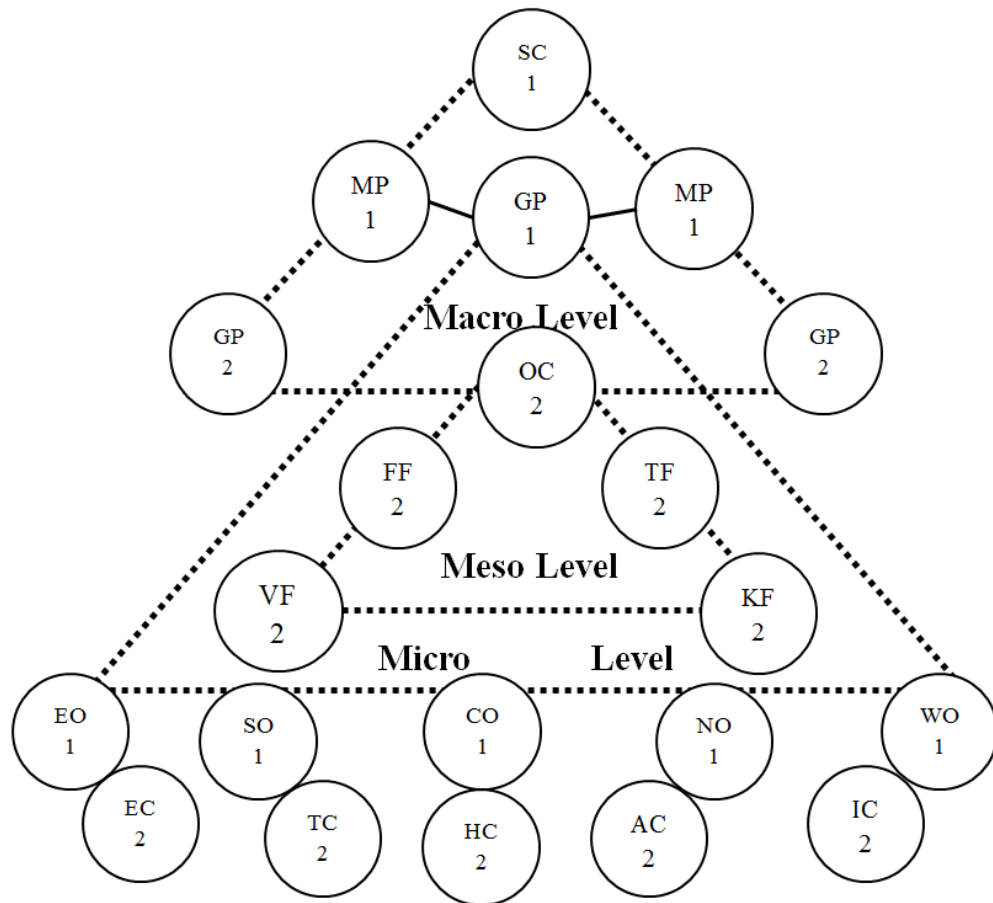 SC
1
MP
1
GP
1
MP
1
Macro Level
GP
2
OC
2
GP
2
FF
2
TF
2
Meso Level
VF
2
KF
2
Micro Level
EO
1
SO
1
CO
1
NO
1
WO
1
EC
2
TC
2
HC
2
AC
2
IC
2